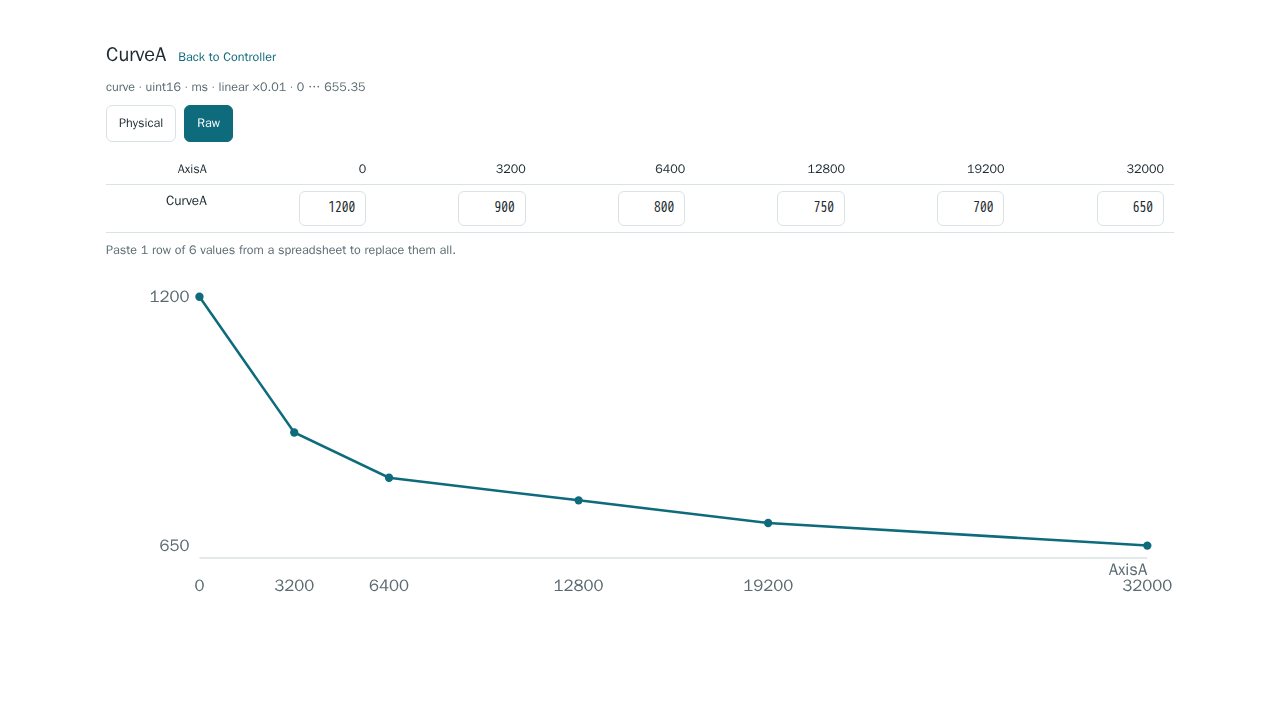 CurveA Back to Controller
curve · uint16 · ms · linear ×0.01 · 0 ⋯ 655.35
Physical Raw
AxisA 0 3200 6400 12800 19200 32000
CurveA 1200 900 800 750 700 650
Paste 1 row of 6 values from a spreadsheet to replace them all.
1200
650
AxisA
0 3200 6400 12800 19200 32000